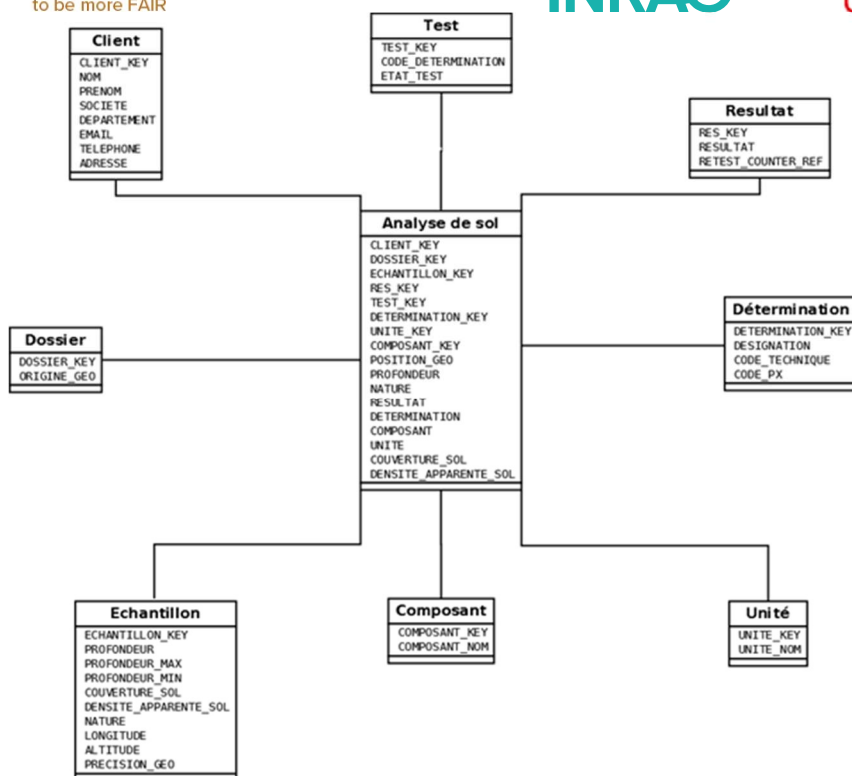 to be more FAIR
Client
CLIENT_KEY
NOM
PRENOM
SOCIETE
DEPARTEMENT
EMAIL
TELEPHONE
ADRESSE
Test
TEST_KEY
CODE_DETERMINATION
ETAT_TEST
Resultat
RES_KEY
RESULTAT
RETEST_COUNTER_REF
Analyse de sol
CLIENT_KEY
DOSSIER_KEY
ECHANTILLON_KEY
RES_KEY
TEST_KEY
DETERMINATION_KEY
UNITE_KEY
COMPOSANT_KEY
POSITION_GEO
PROFONDEUR
NATURE
RESULTAT
DETERMINATION
COMPOSANT
UNITE
COUVERTURE_SOL
DENSITE_APPARENTE_SOL
Dossier
DOSSIER_KEY
ORIGINE_GEO
Détermination
DETERMINATION_KEY
DESIGNATION
CODE_TECHNIQUE
CODE_PX
Echantillon
ECHANTILLON_KEY
PROFONDEUR
PROFONDEUR_MAX
PROFONDEUR_MIN
COUVERTURE_SOL
DENSITE_APPARENTE_SOL
NATURE
LONGITUDE
ALTITUDE
PRECISION_GEO
Composant
COMPOSANT_KEY
COMPOSANT_NOM
Unité
UNITE_KEY
UNITE_NOM